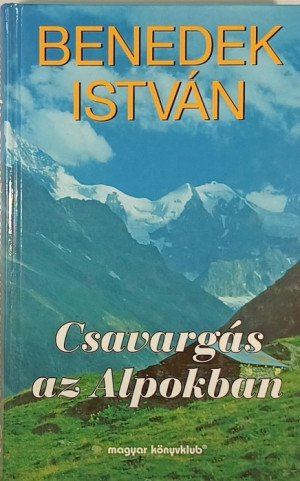 BENEDEK
ISTVÁN
Csavargás
az Alpokban
magyar könyvklub®